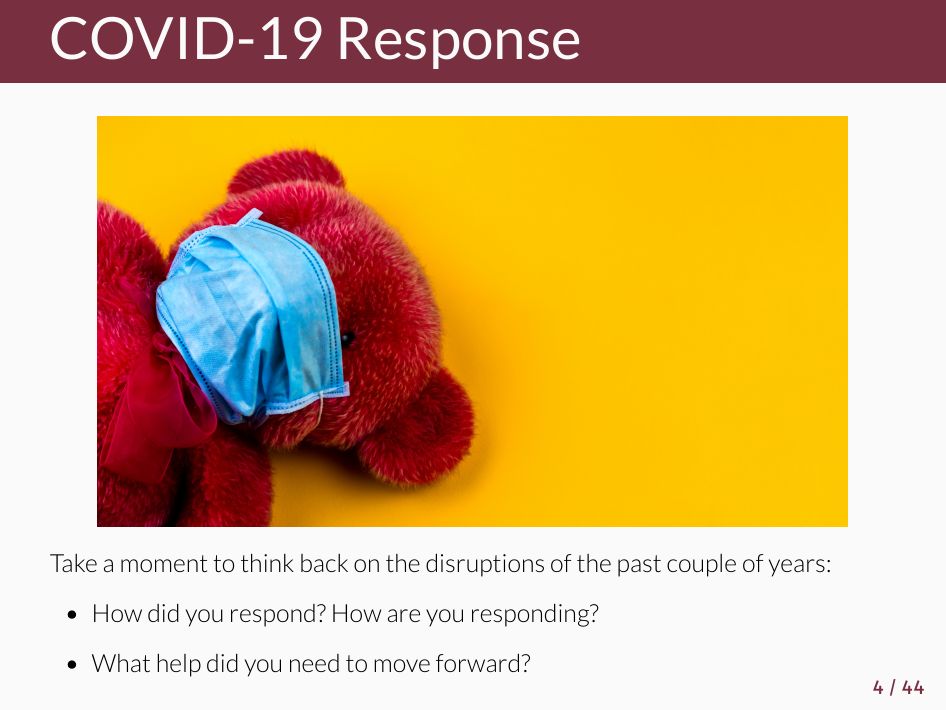 COVID-19 Response
Take a moment to think back on the disruptions of the past couple of years:
• How did you respond? How are you responding?
• What help did you need to move forward?
4 / 44